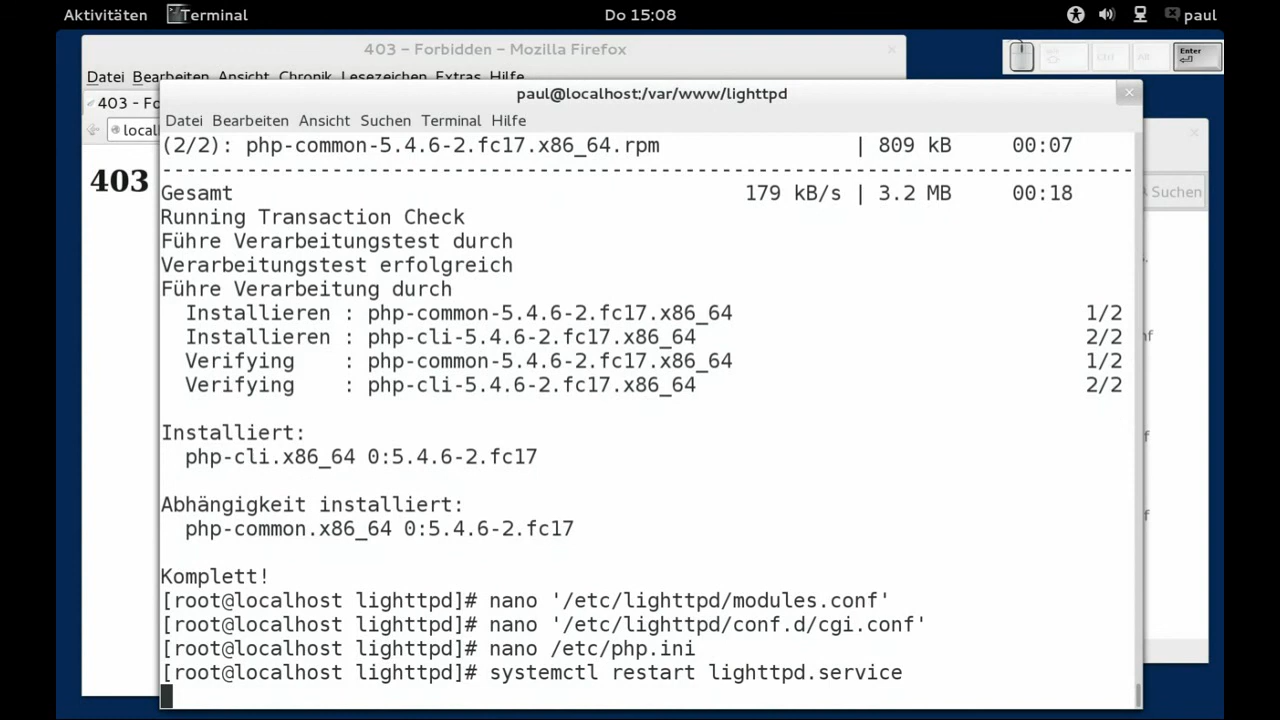 Aktivitäten Terminal Do 15:08 paul
403 – Forbidden – Mozilla Firefox
Datei Bearbeiten Ansicht Chronik Lesezeichen Extras Hilfe
Enter
403 – Fo
local
403
Suchen
paul@localhost:/var/www/lighttpd
Datei Bearbeiten Ansicht Suchen Terminal Hilfe
(2/2): php-common-5.4.6-2.fc17.x86_64.rpm | 809 kB 00:07
--------------------------------------------------------------------------------
Gesamt 179 kB/s | 3.2 MB 00:18
Running Transaction Check
Führe Verarbeitungstest durch
Verarbeitungstest erfolgreich
Führe Verarbeitung durch
Installieren : php-common-5.4.6-2.fc17.x86_64 1/2
Installieren : php-cli-5.4.6-2.fc17.x86_64 2/2
Verifying : php-common-5.4.6-2.fc17.x86_64 1/2
Verifying : php-cli-5.4.6-2.fc17.x86_64 2/2
Installiert:
php-cli.x86_64 0:5.4.6-2.fc17
Abhängigkeit installiert:
php-common.x86_64 0:5.4.6-2.fc17
Komplett!
[root@localhost lighttpd]# nano '/etc/lighttpd/modules.conf'
[root@localhost lighttpd]# nano '/etc/lighttpd/conf.d/cgi.conf'
[root@localhost lighttpd]# nano /etc/php.ini
[root@localhost lighttpd]# systemctl restart lighttpd.service